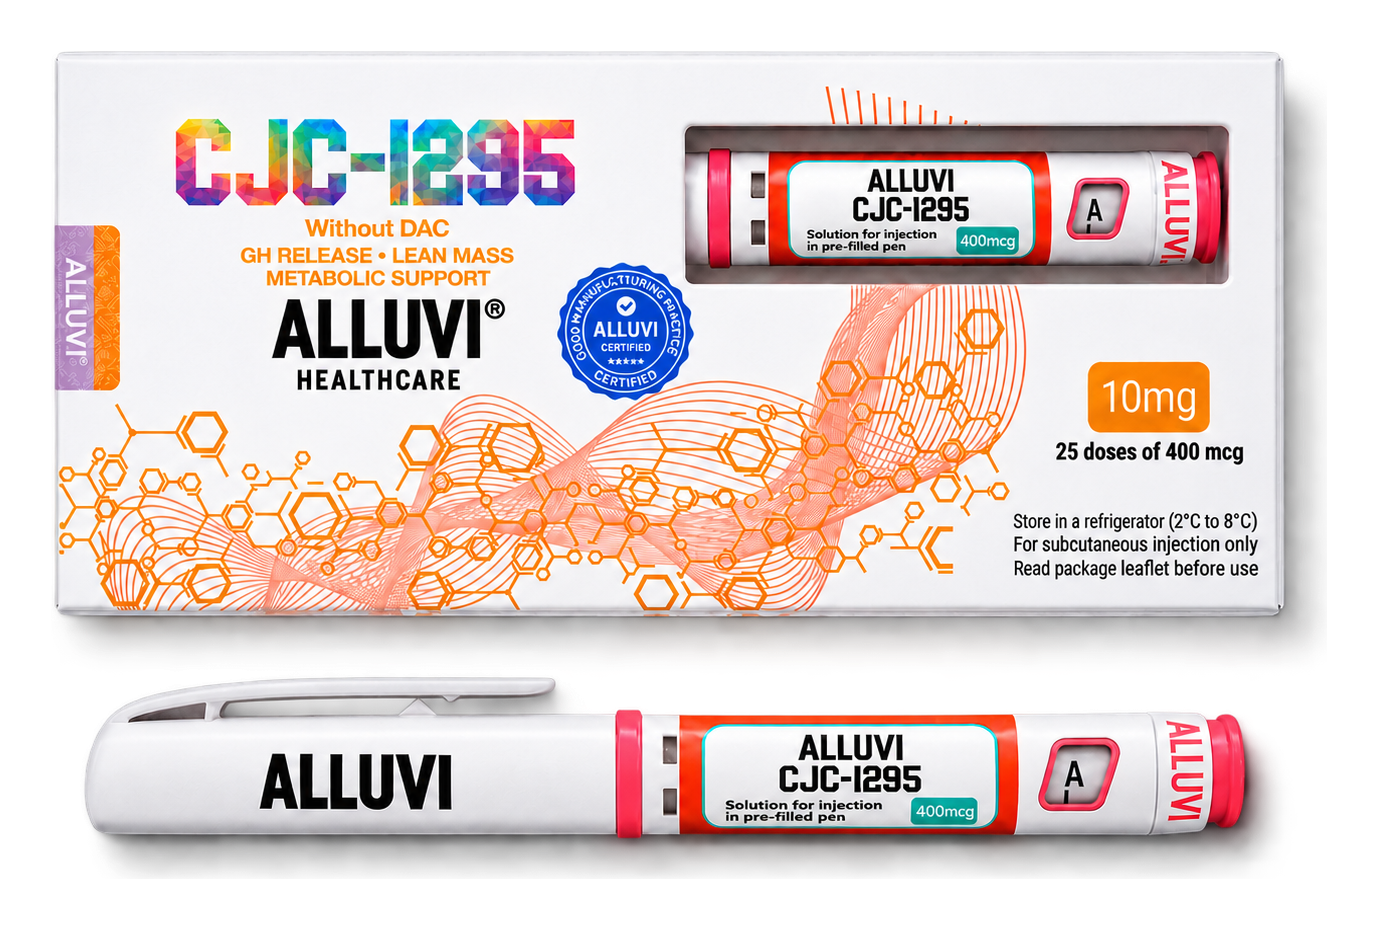 CJC-1295
Without DAC
GH RELEASE • LEAN MASS
METABOLIC SUPPORT
ALLUVI®
HEALTHCARE
ALLUVI®
GOOD MANUFACTURING PRACTICE
ALLUVI
CERTIFIED
CERTIFIED
ALLUVI
CJC-1295
Solution for injection
in pre-filled pen
400mcg
A
ALLUVI
10mg
25 doses of 400 mcg
Store in a refrigerator (2°C to 8°C)
For subcutaneous injection only
Read package leaflet before use
ALLUVI
ALLUVI
CJC-1295
Solution for injection
in pre-filled pen
400mcg
A
ALLUVI